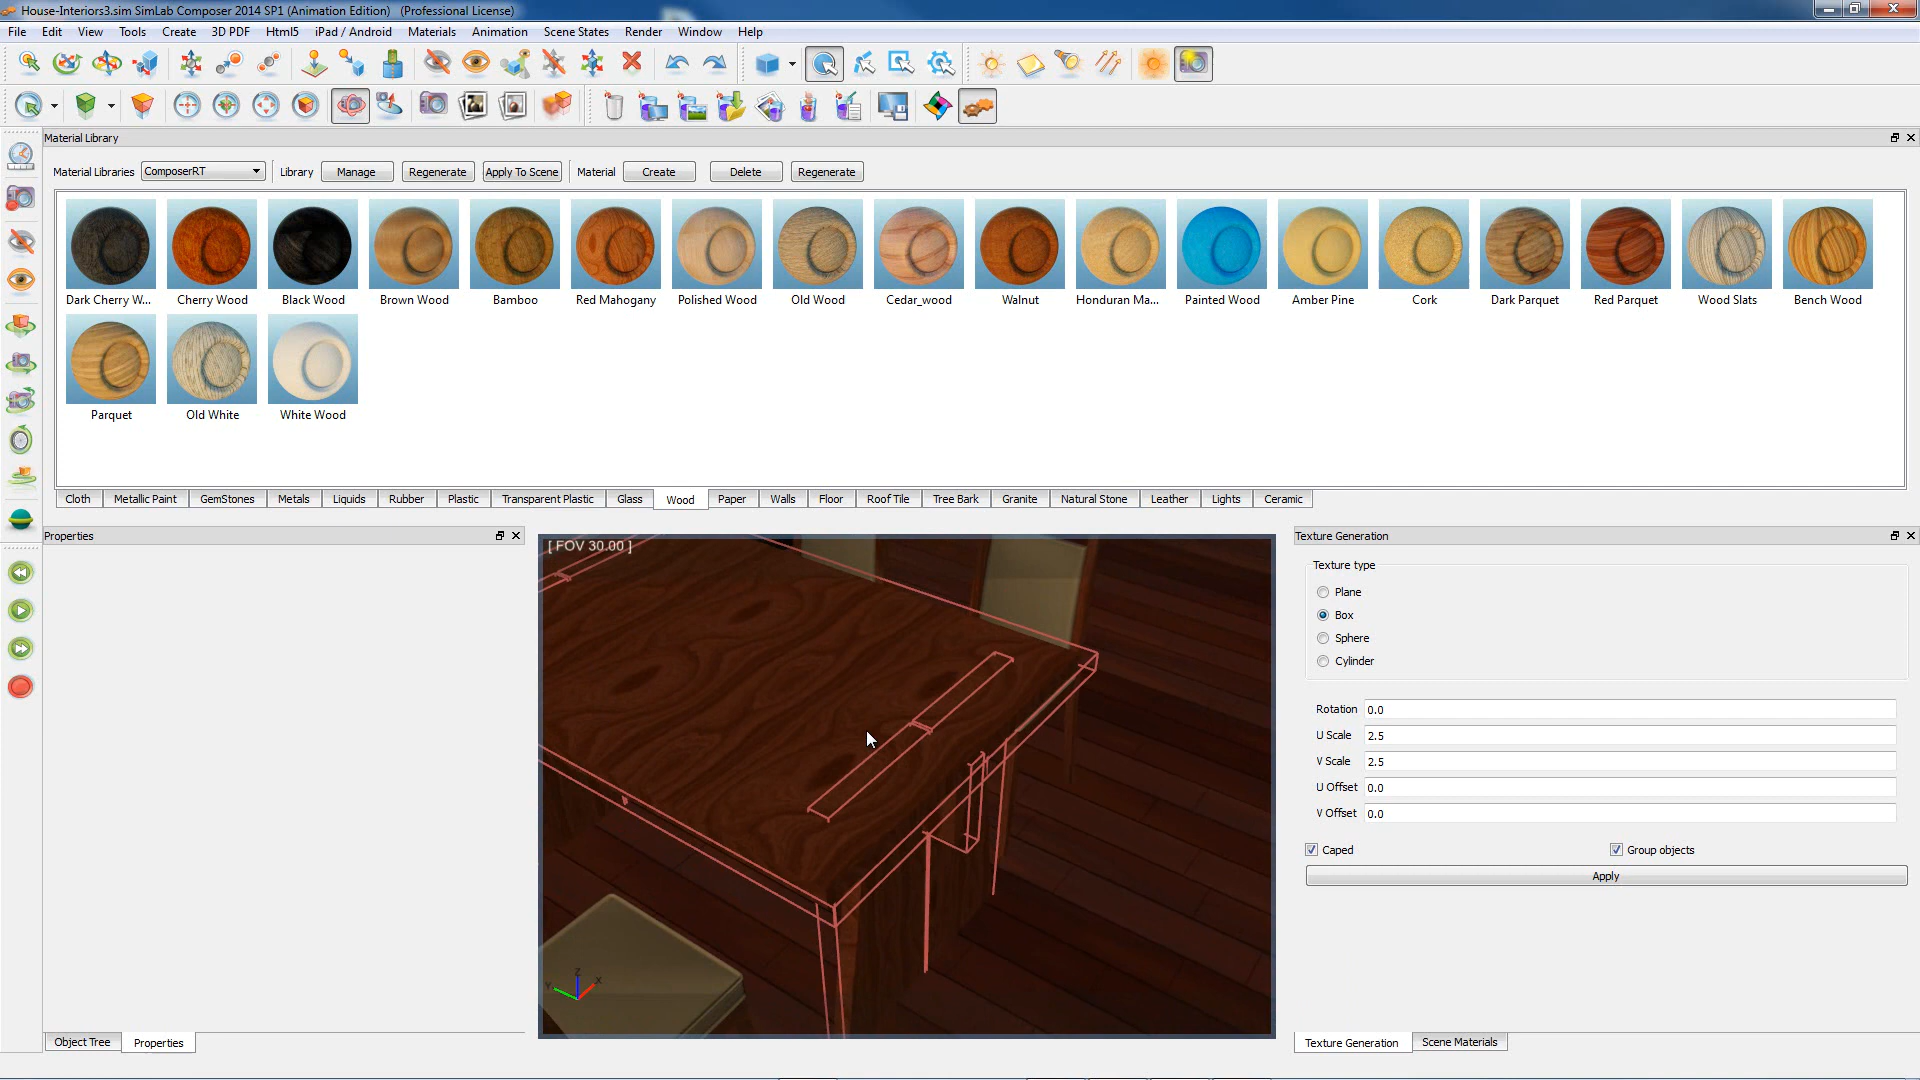 House-Interiors3.sim SimLab Composer 2014 SP1 (Animation Edition)   (Professional License)
File Edit View Tools Create 3D PDF Html5 iPad / Android Materials Animation Scene States Render Window Help
Material Library
Material Libraries ComposerRT Library Manage Regenerate Apply To Scene Material Create Delete Regenerate
Dark Cherry W... Cherry Wood Black Wood Brown Wood Bamboo Red Mahogany Polished Wood Old Wood Cedar_wood Walnut Honduran Ma... Painted Wood Amber Pine Cork Dark Parquet Red Parquet Wood Slats Bench Wood
Parquet Old White White Wood
Cloth Metallic Paint GemStones Metals Liquids Rubber Plastic Transparent Plastic Glass Wood Paper Walls Floor Roof Tile Tree Bark Granite Natural Stone Leather Lights Ceramic
Properties
[ FOV 30.00 ]
Z
X
Y
Texture Generation
Texture type
Plane
Box
Sphere
Cylinder
Rotation 0.0
U Scale 2.5
V Scale 2.5
U Offset 0.0
V Offset 0.0
Caped Group objects
Apply
Object Tree Properties
Texture Generation Scene Materials